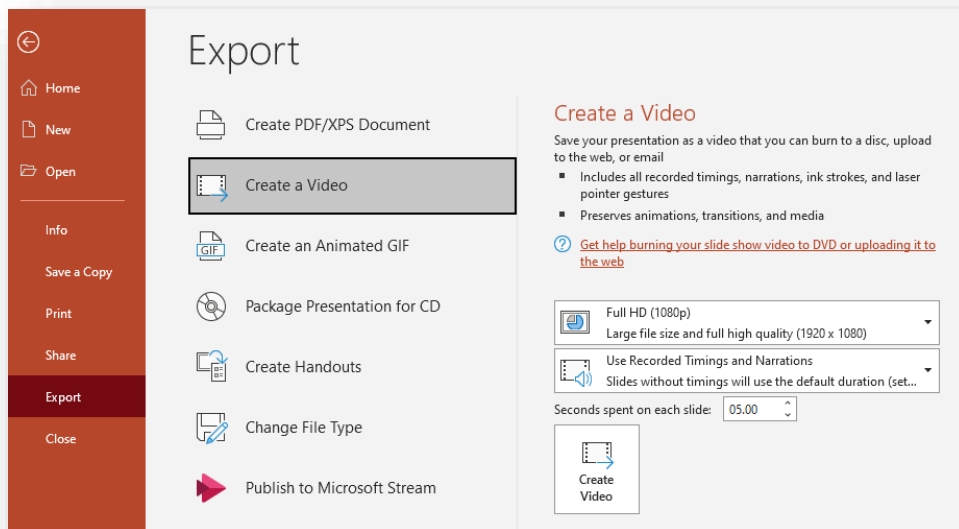 Export
Home
New
Open
Info
Save a Copy
Print
Share
Export
Close
Create PDF/XPS Document
Create a Video
Create an Animated GIF
GIF
Package Presentation for CD
Create Handouts
Change File Type
Publish to Microsoft Stream
Create a Video
Save your presentation as a video that you can burn to a disc, upload
to the web, or email
Includes all recorded timings, narrations, ink strokes, and laser
pointer gestures
Preserves animations, transitions, and media
Get help burning your slide show video to DVD or uploading it to
the web
Full HD (1080p)
Large file size and full high quality (1920 x 1080)
Use Recorded Timings and Narrations
Slides without timings will use the default duration (set...
Seconds spent on each slide: 05.00
Create
Video